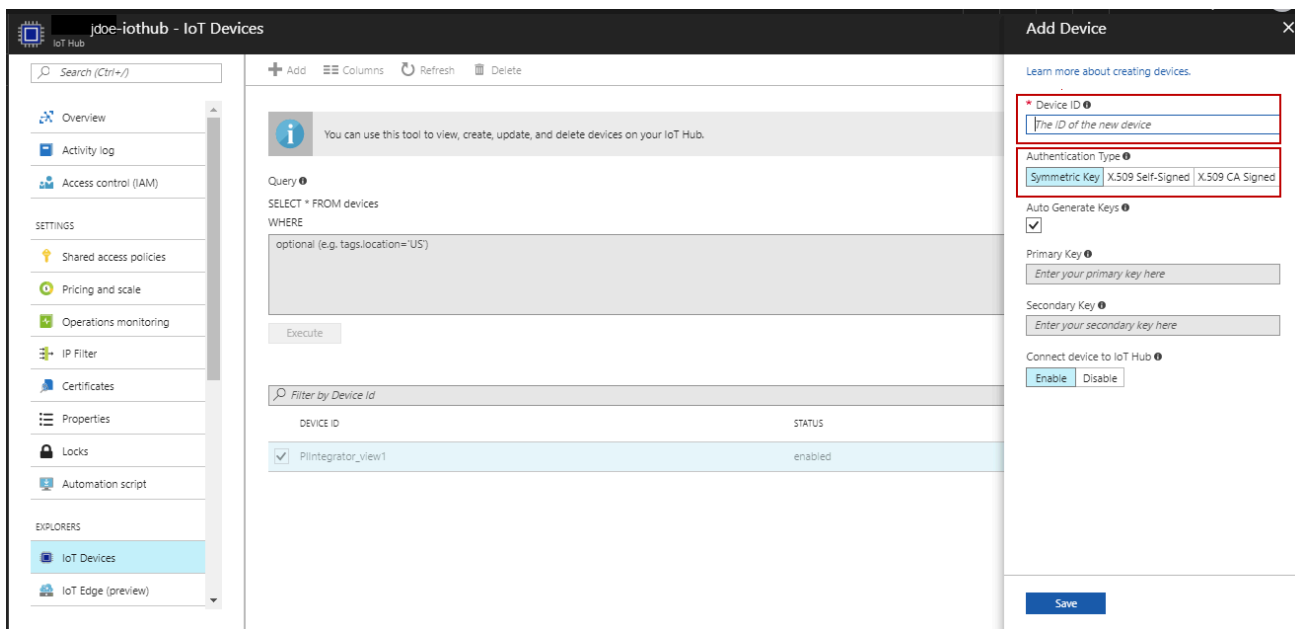 jdoe-iothub - IoT Devices
IoT Hub
Search (Ctrl+/)
Overview
Activity log
Access control (IAM)
SETTINGS
Shared access policies
Pricing and scale
Operations monitoring
IP Filter
Certificates
Properties
Locks
Automation script
EXPLORERS
IoT Devices
IoT Edge (preview)
Add Columns Refresh Delete
You can use this tool to view, create, update, and delete devices on your IoT Hub.
Query
SELECT * FROM devices
WHERE
optional (e.g. tags.location='US')
Execute
Filter by Device Id
DEVICE ID STATUS
PIIntegrator_view1 enabled
Add Device
Learn more about creating devices.
* Device ID
The ID of the new device
Authentication Type
Symmetric Key X.509 Self-Signed X.509 CA Signed
Auto Generate Keys
Primary Key
Enter your primary key here
Secondary Key
Enter your secondary key here
Connect device to IoT Hub
Enable Disable
Save